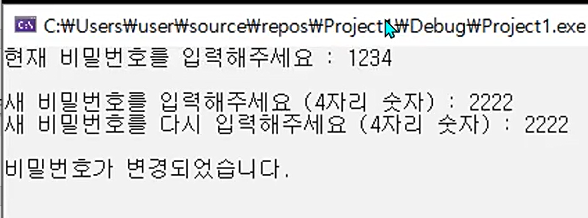 C:\Users\user\source\repos\Project1\Debug\Project1.exe
현재 비밀번호를 입력해주세요 : 1234
새 비밀번호를 입력해주세요 (4자리 숫자) : 2222
새 비밀번호를 다시 입력해주세요 (4자리 숫자) : 2222
비밀번호가 변경되었습니다.